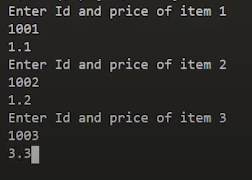 Enter Id and price of item 1
1001
1.1
Enter Id and price of item 2
1002
1.2
Enter Id and price of item 3
1003
3.3